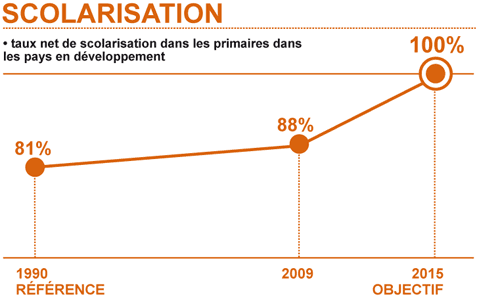 SCOLARISATION
• taux net de scolarisation dans les primaires dans
les pays en développement
100%
88%
81%
1990
RÉFÉRENCE
2009
2015
OBJECTIF